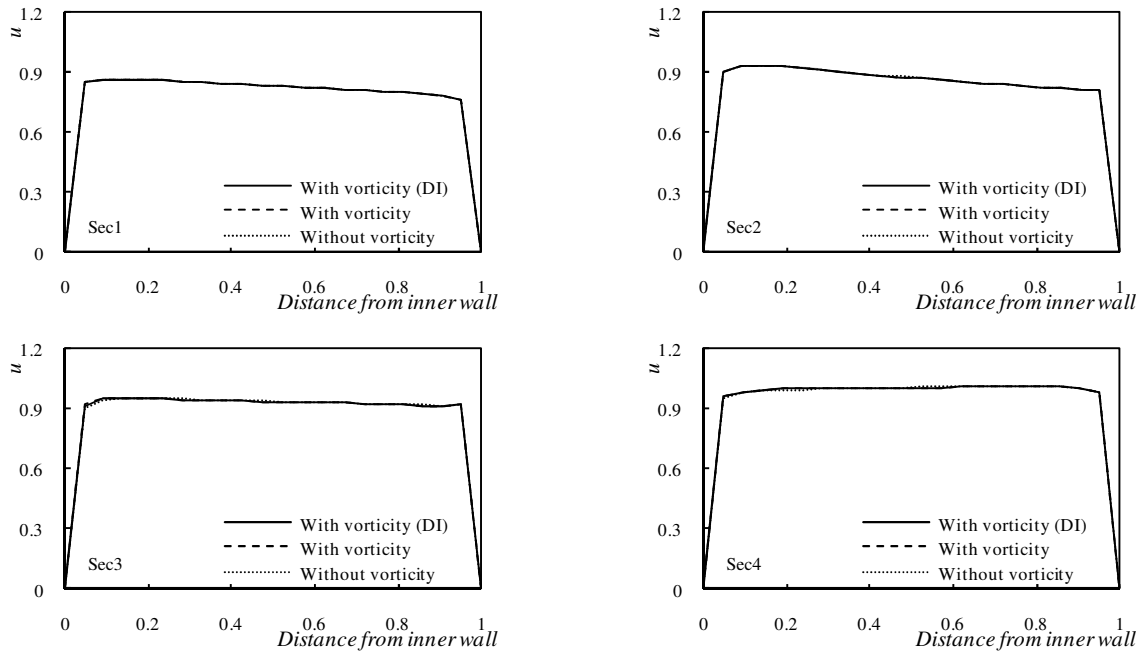 1.2
u
0.9
0.6
0.3
0
With vorticity (DI)
With vorticity
Without vorticity
Sec1
0 0.2 0.4 0.6 0.8 1
Distance from inner wall
1.2
u
0.9
0.6
0.3
0
With vorticity (DI)
With vorticity
Without vorticity
Sec2
0 0.2 0.4 0.6 0.8 1
Distance from inner wall
1.2
u
0.9
0.6
0.3
0
With vorticity (DI)
With vorticity
Without vorticity
Sec3
0 0.2 0.4 0.6 0.8 1
Distance from inner wall
1.2
u
0.9
0.6
0.3
0
With vorticity (DI)
With vorticity
Without vorticity
Sec4
0 0.2 0.4 0.6 0.8 1
Distance from inner wall